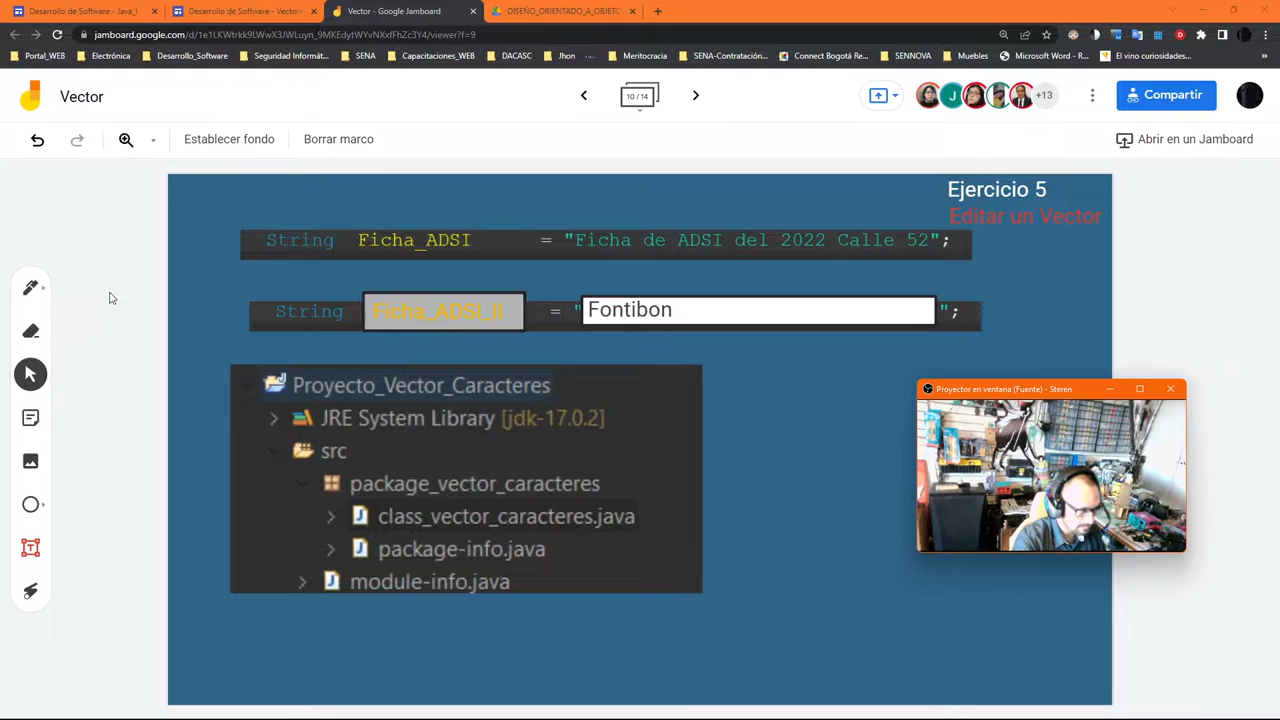 Desarrollo de Software - Java_I
Desarrollo de Software - Vectore
Vector - Google Jamboard
DISEÑO_ORIENTADO_A_OBJETO
jamboard.google.com/d/1e1LKWtrkk9LWwX3JWLuyn_9MKEdytWYvNXxfFhZc3Y4/viewer?f=9
Portal_WEB
Electrónica
Desarrollo_Software
Seguridad Informát...
SENA
Capacitaciones_WEB
DACASC
Jhon
Meritocracia
SENA-Contratación...
Connect Bogotá Re...
SENNOVA
Muebles
Microsoft Word - R...
El vino curiosidades...
Vector
10 / 14
J
+13
Compartir
Establecer fondo
Borrar marco
Abrir en un Jamboard
Ejercicio 5
Editar un Vector
String Ficha_ADSI = "Ficha de ADSI del 2022 Calle 52";
String Ficha_ADSI_II = "Fontibon";
Proyecto_Vector_Caracteres
JRE System Library [jdk-17.0.2]
src
package_vector_caracteres
class_vector_caracteres.java
package-info.java
module-info.java
Proyector en ventana (Fuente) - Steren